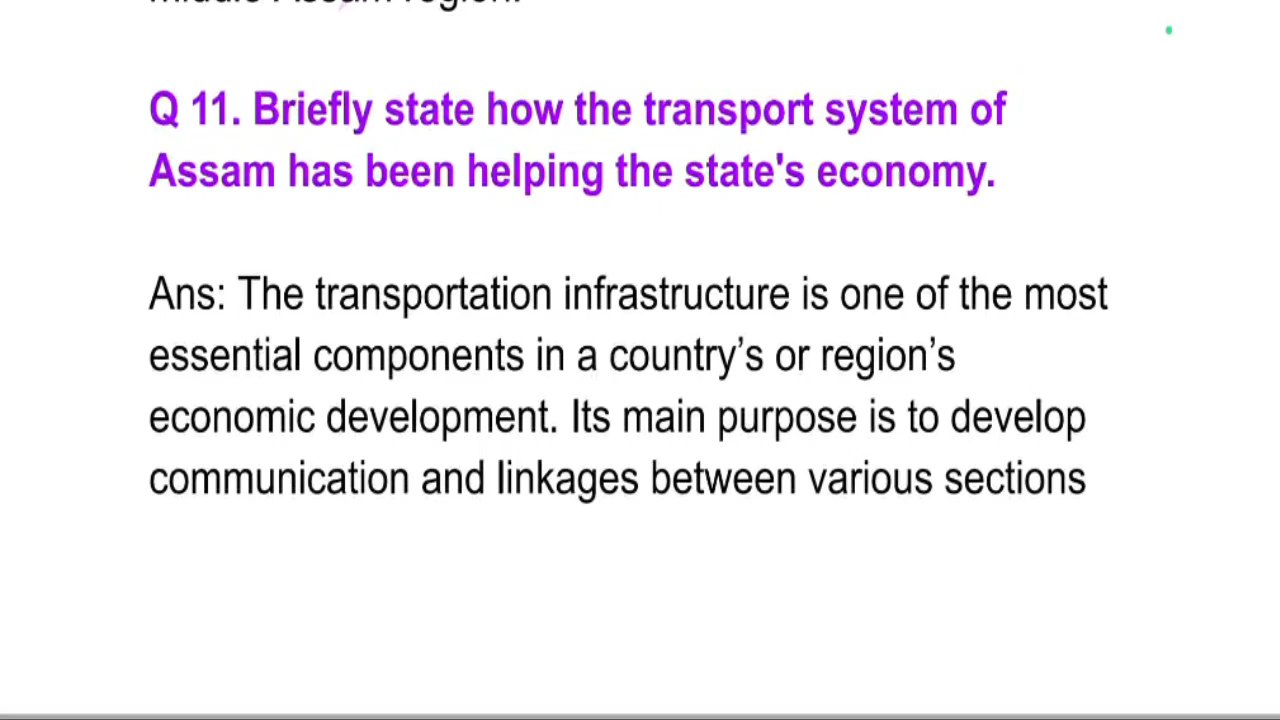 Q 11. Briefly state how the transport system of
Assam has been helping the state's economy.
Ans: The transportation infrastructure is one of the most
essential components in a country’s or region’s
economic development. Its main purpose is to develop
communication and linkages between various sections